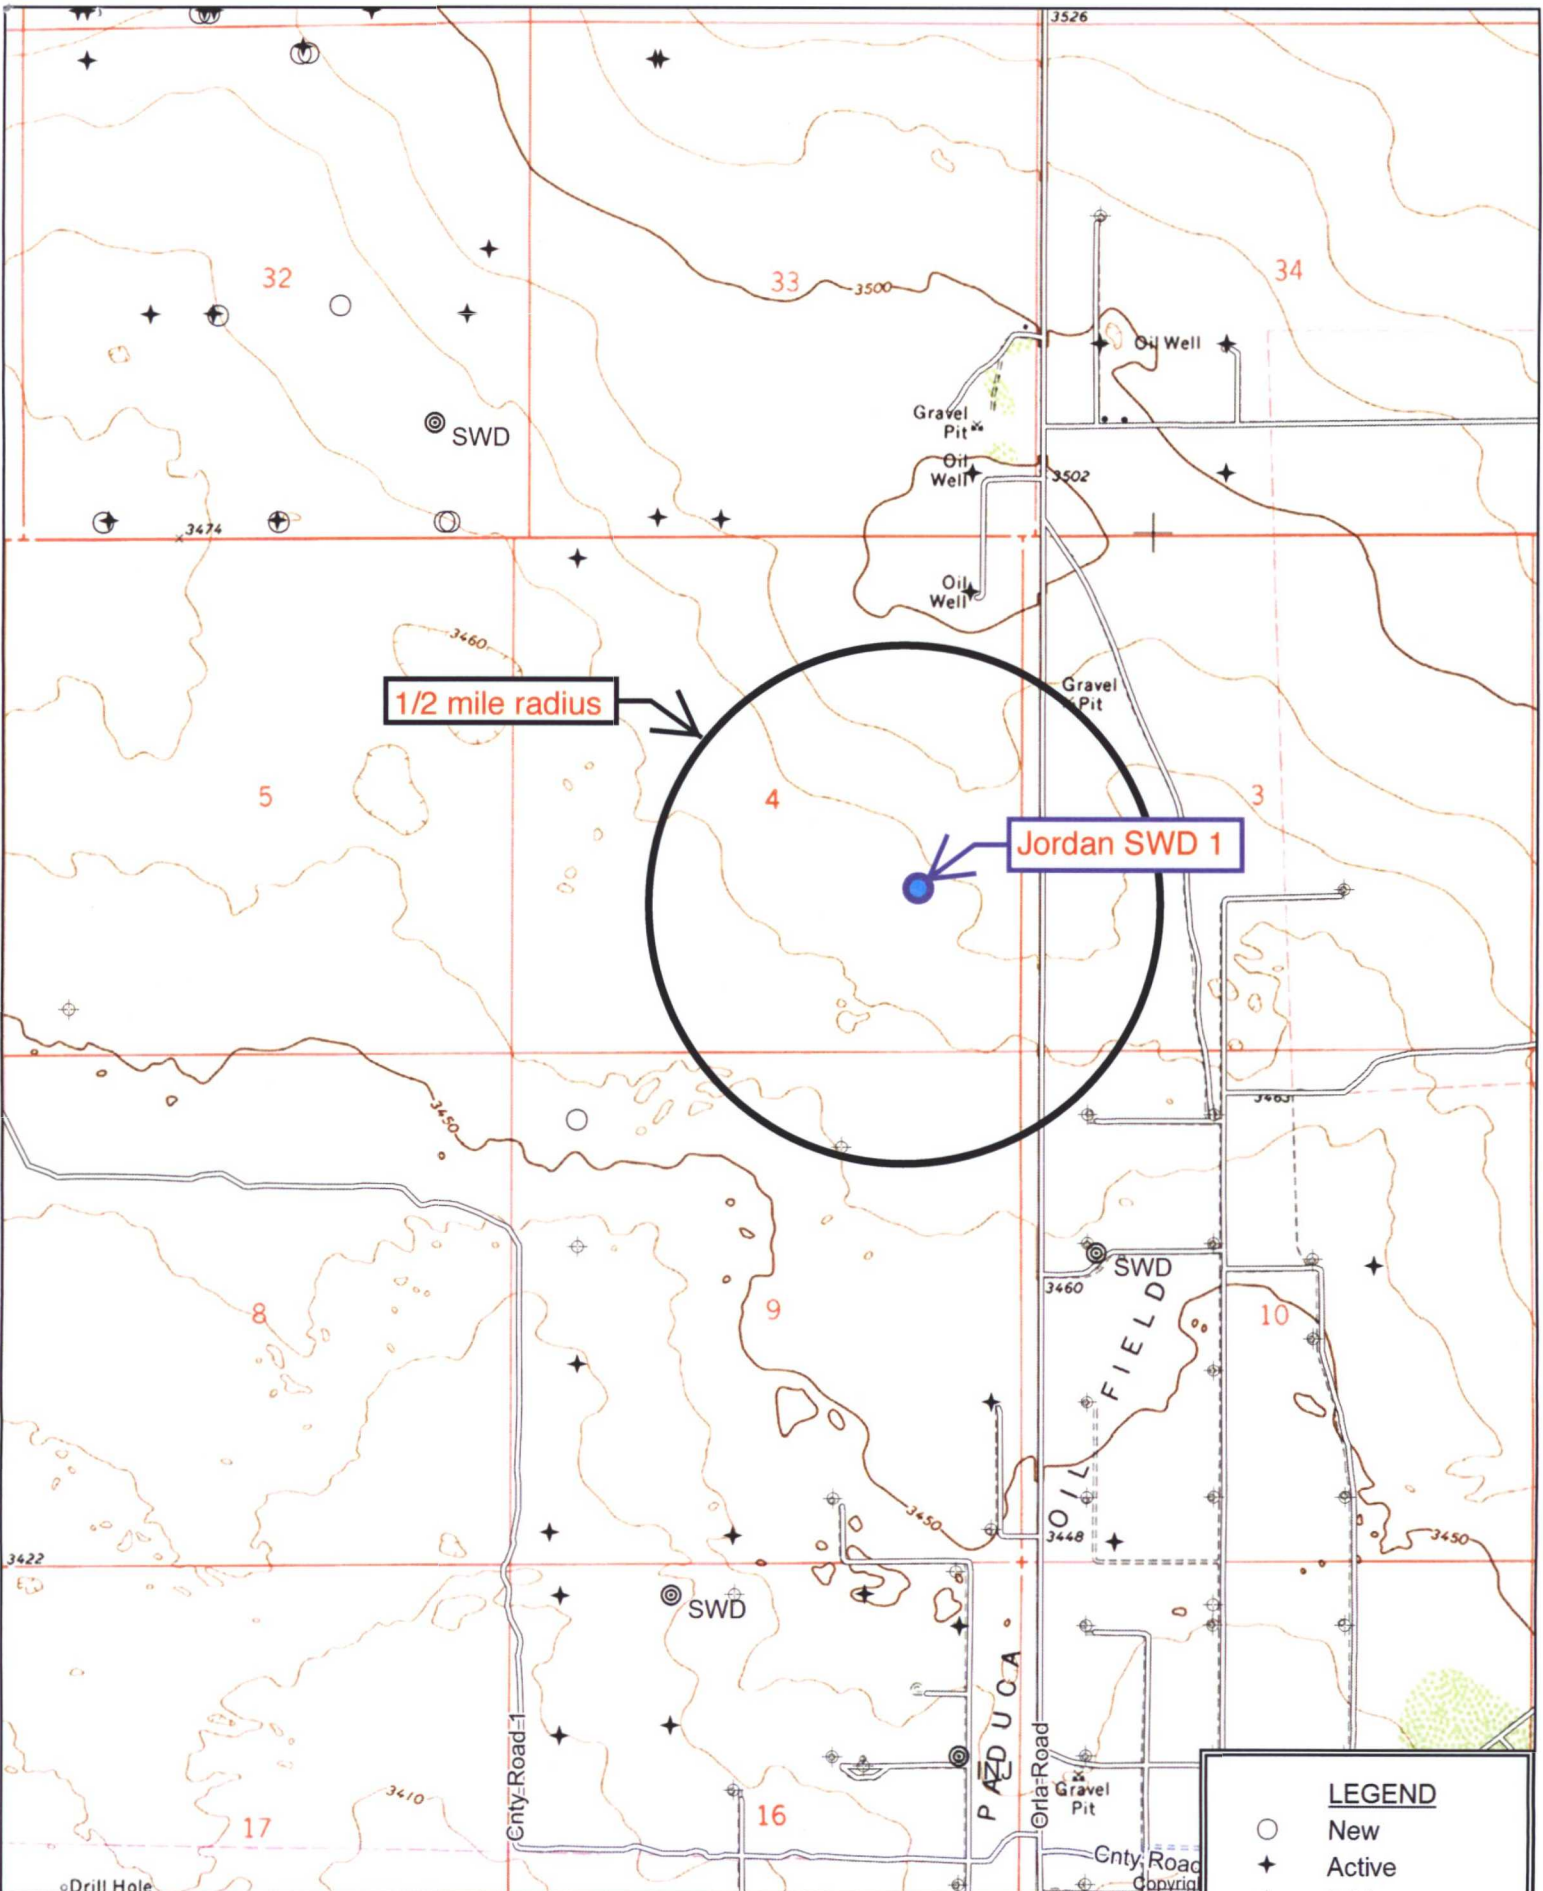 3526
32
33
34
3500
Oil Well
Gravel
Pit
SWD
Oil
Well
3502
3474
Oil
Well
3460
1/2 mile radius
Gravel
Pit
5
4
3
Jordan SWD 1
3450
3463
SWD
3460
8
9
10
OIL FIELD
3450
3448
3450
3422
SWD
PADUCA
Cnty Road 1
Orla Road
Gravel
Pit
3410
17
16
LEGEND
New
Active
Cnty Road
Drill Hole